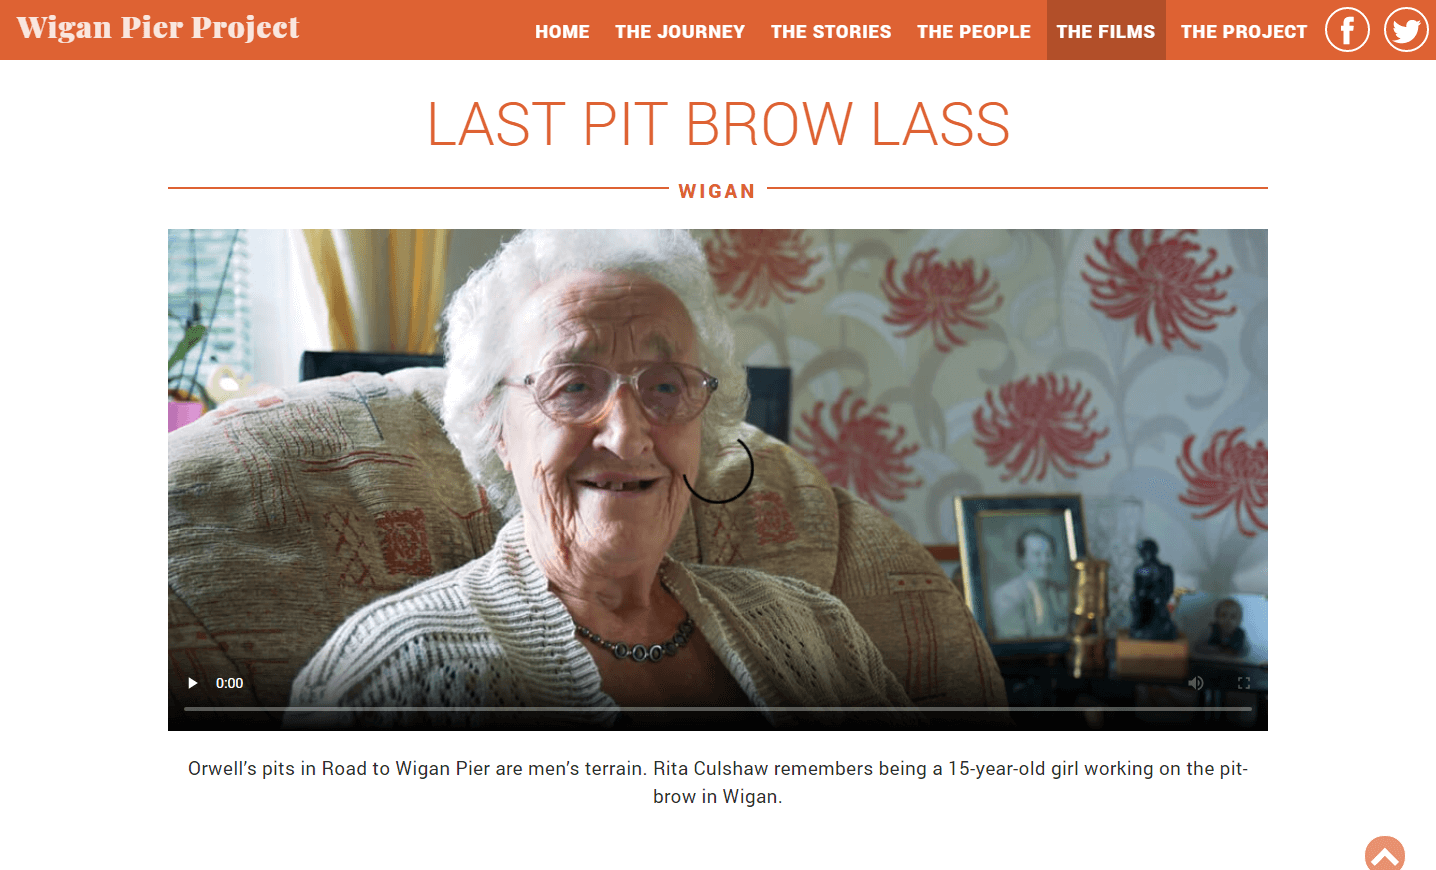 Wigan Pier Project
HOME THE JOURNEY THE STORIES THE PEOPLE THE FILMS THE PROJECT
LAST PIT BROW LASS
WIGAN
0:00
Orwell’s pits in Road to Wigan Pier are men’s terrain. Rita Culshaw remembers being a 15-year-old girl working on the pit-
brow in Wigan.